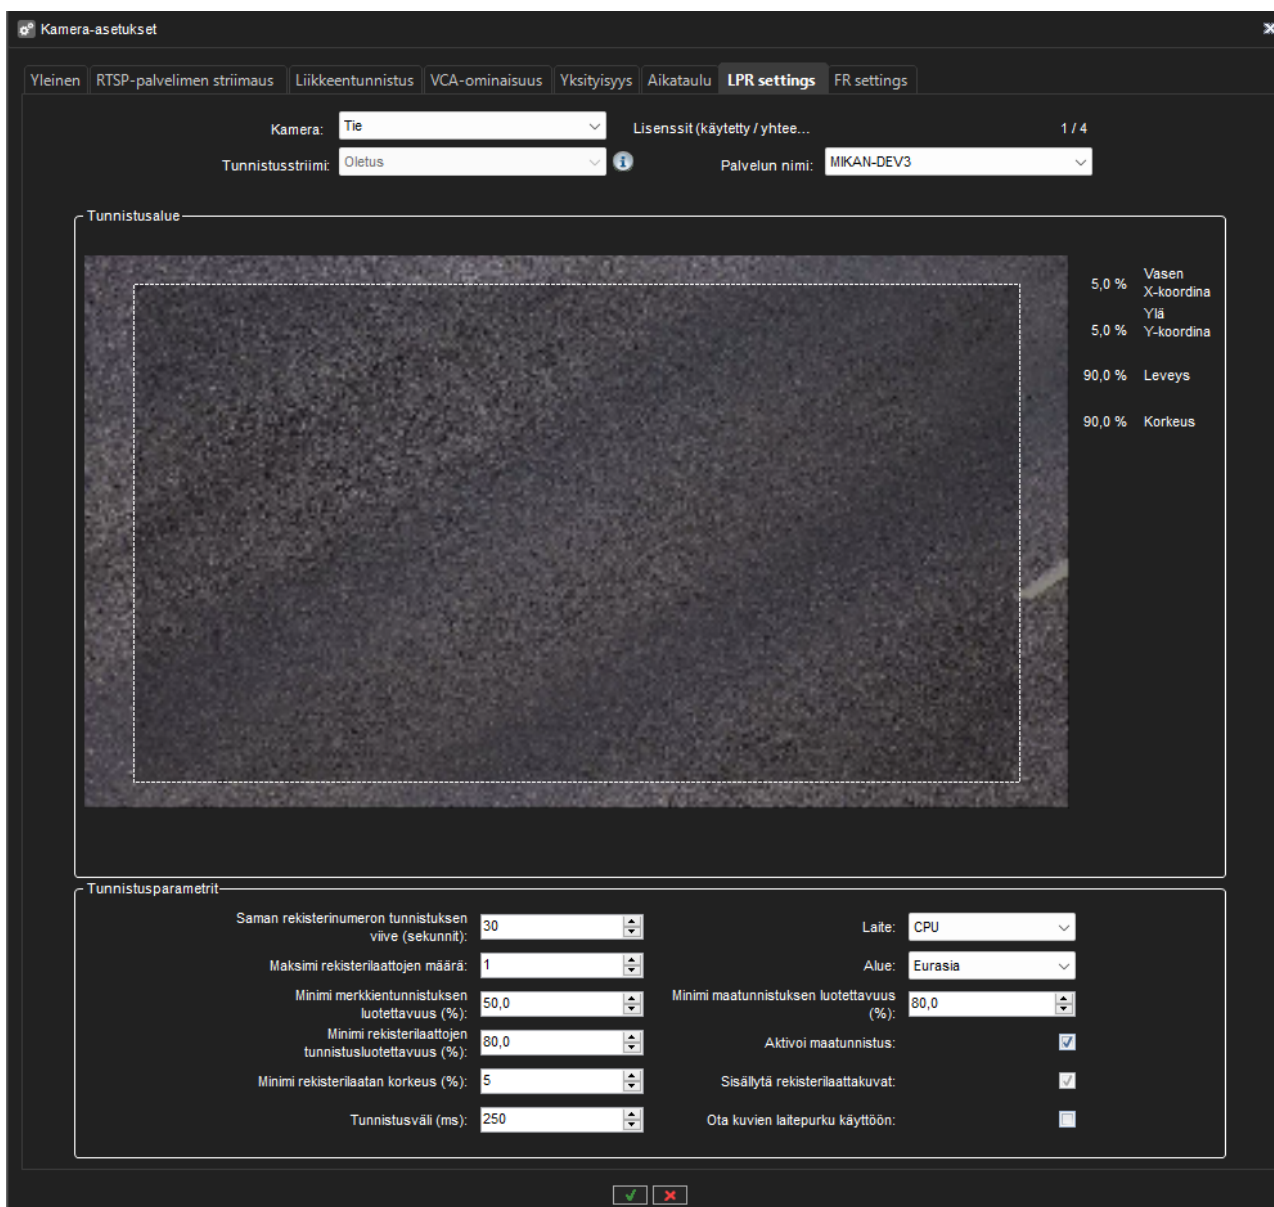 Kamera-asetukset
Yleinen RTSP-palvelimen striimaus Liikkeentunnistus VCA-ominaisuus Yksityisyys Aikataulu LPR settings FR settings
Kamera: Tie Lisenssit (käytetty / yhtee... 1 / 4
Tunnistusstriimi: Oletus Palvelun nimi: MIKAN-DEV3
Tunnistusalue
5,0 % Vasen
X-koordina
5,0 % Ylä
Y-koordina
90,0 % Leveys
90,0 % Korkeus
Tunnistusparametrit
Saman rekisterinumeron tunnistuksen
viive (sekunnit): 30 Laite: CPU
Maksimi rekisterilaattojen määrä: 1 Alue: Eurasia
Minimi merkkientunnistuksen
luotettavuus (%): 50,0 Minimi maatunnistuksen luotettavuus
(%): 80,0
Minimi rekisterilaattojen
tunnistusluotettavuus (%): 80,0 Aktivoi maatunnistus:
Minimi rekisterilaatan korkeus (%): 5 Sisällytä rekisterilaattakuvat:
Tunnistusväli (ms): 250 Ota kuvien laitepurku käyttöön: